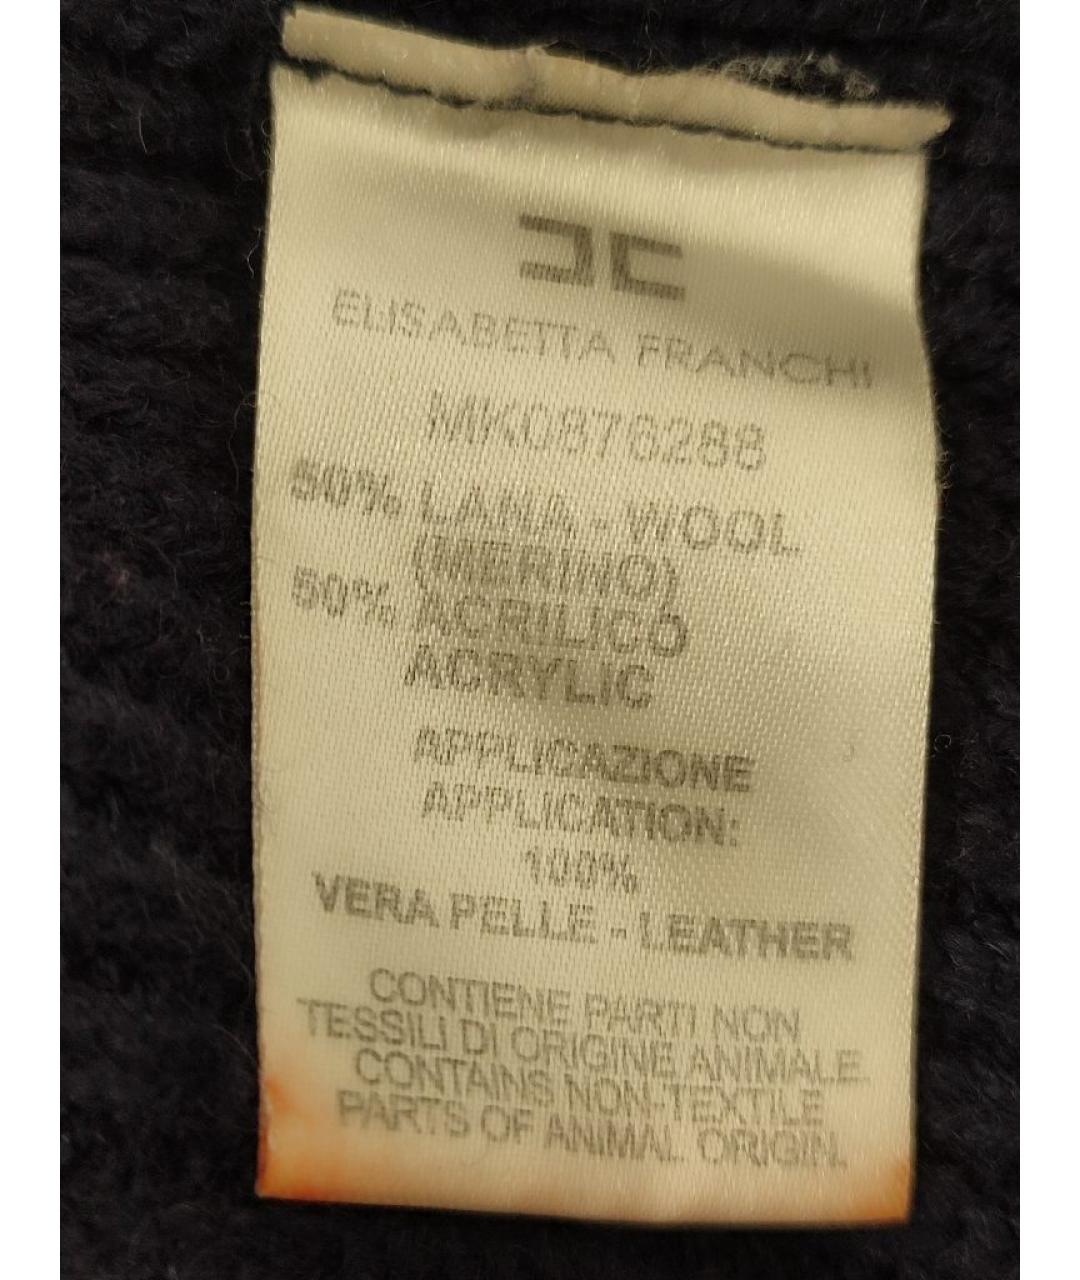 ELISABETTA FRANCHI
MK0876288
50% LANA - WOOL
(MERINO)
50% ACRILICO
ACRYLIC
APPLICAZIONE
APPLICATION:
100%
VERA PELLE - LEATHER
CONTIENE PARTI NON
TESSILI DI ORIGINE ANIMALE
CONTAINS NON-TEXTILE
PARTS OF ANIMAL ORIGIN.